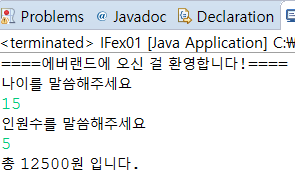 Problems @ Javadoc Declaration
<terminated> IFex01 [Java Application] C:₩
====에버랜드에 오신 걸 환영합니다!====
나이를 말씀해주세요
15
인원수를 말씀해주세요
5
총 12500원 입니다.